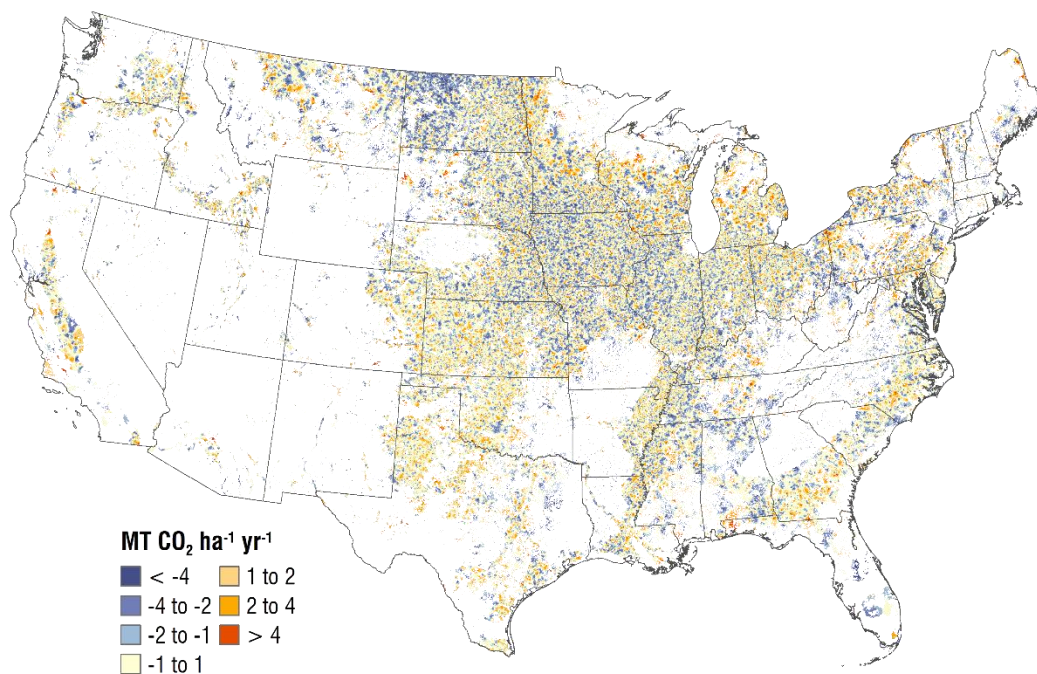 MT CO₂ ha⁻¹ yr⁻¹
< -4
1 to 2
-4 to -2
2 to 4
-2 to -1
> 4
-1 to 1